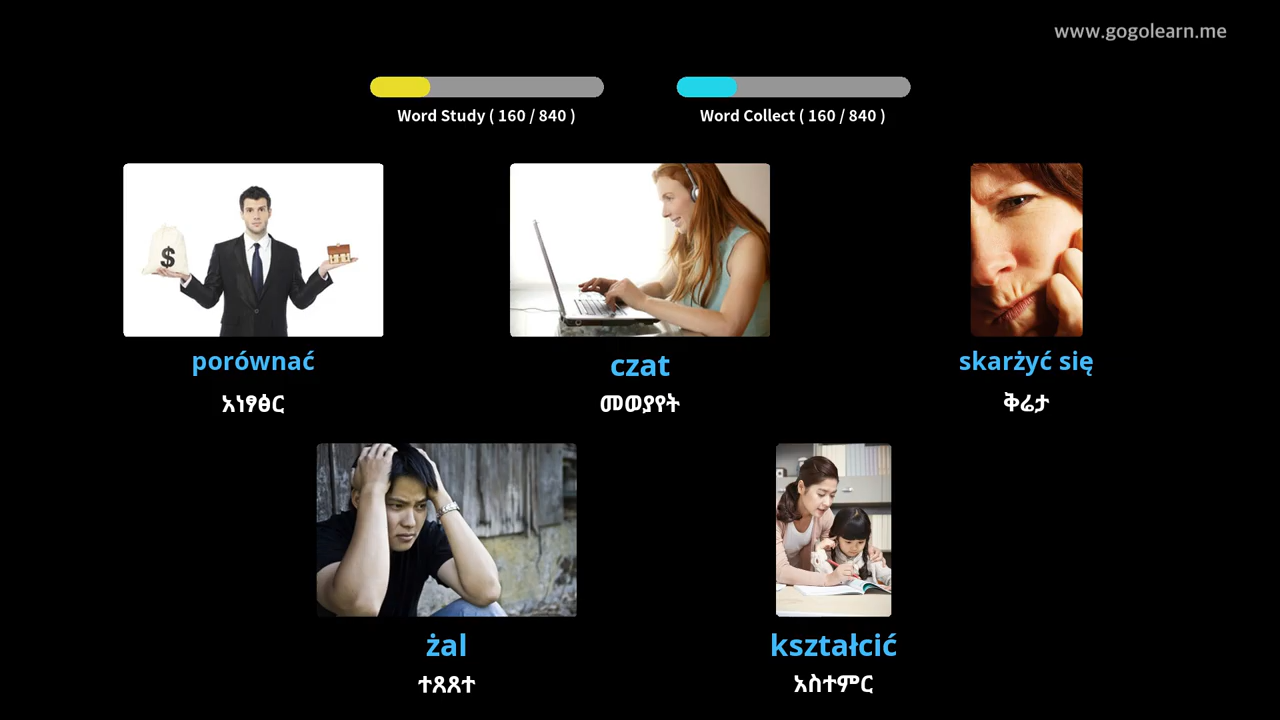 www.gogolearn.me
Word Study ( 160 / 840 )
Word Collect ( 160 / 840 )
$
porównać
czat
skarżyć się
አነፃፅር
መወያየት
ቅሬታ
żal
kształcić
ተጸጸተ
አስተምር